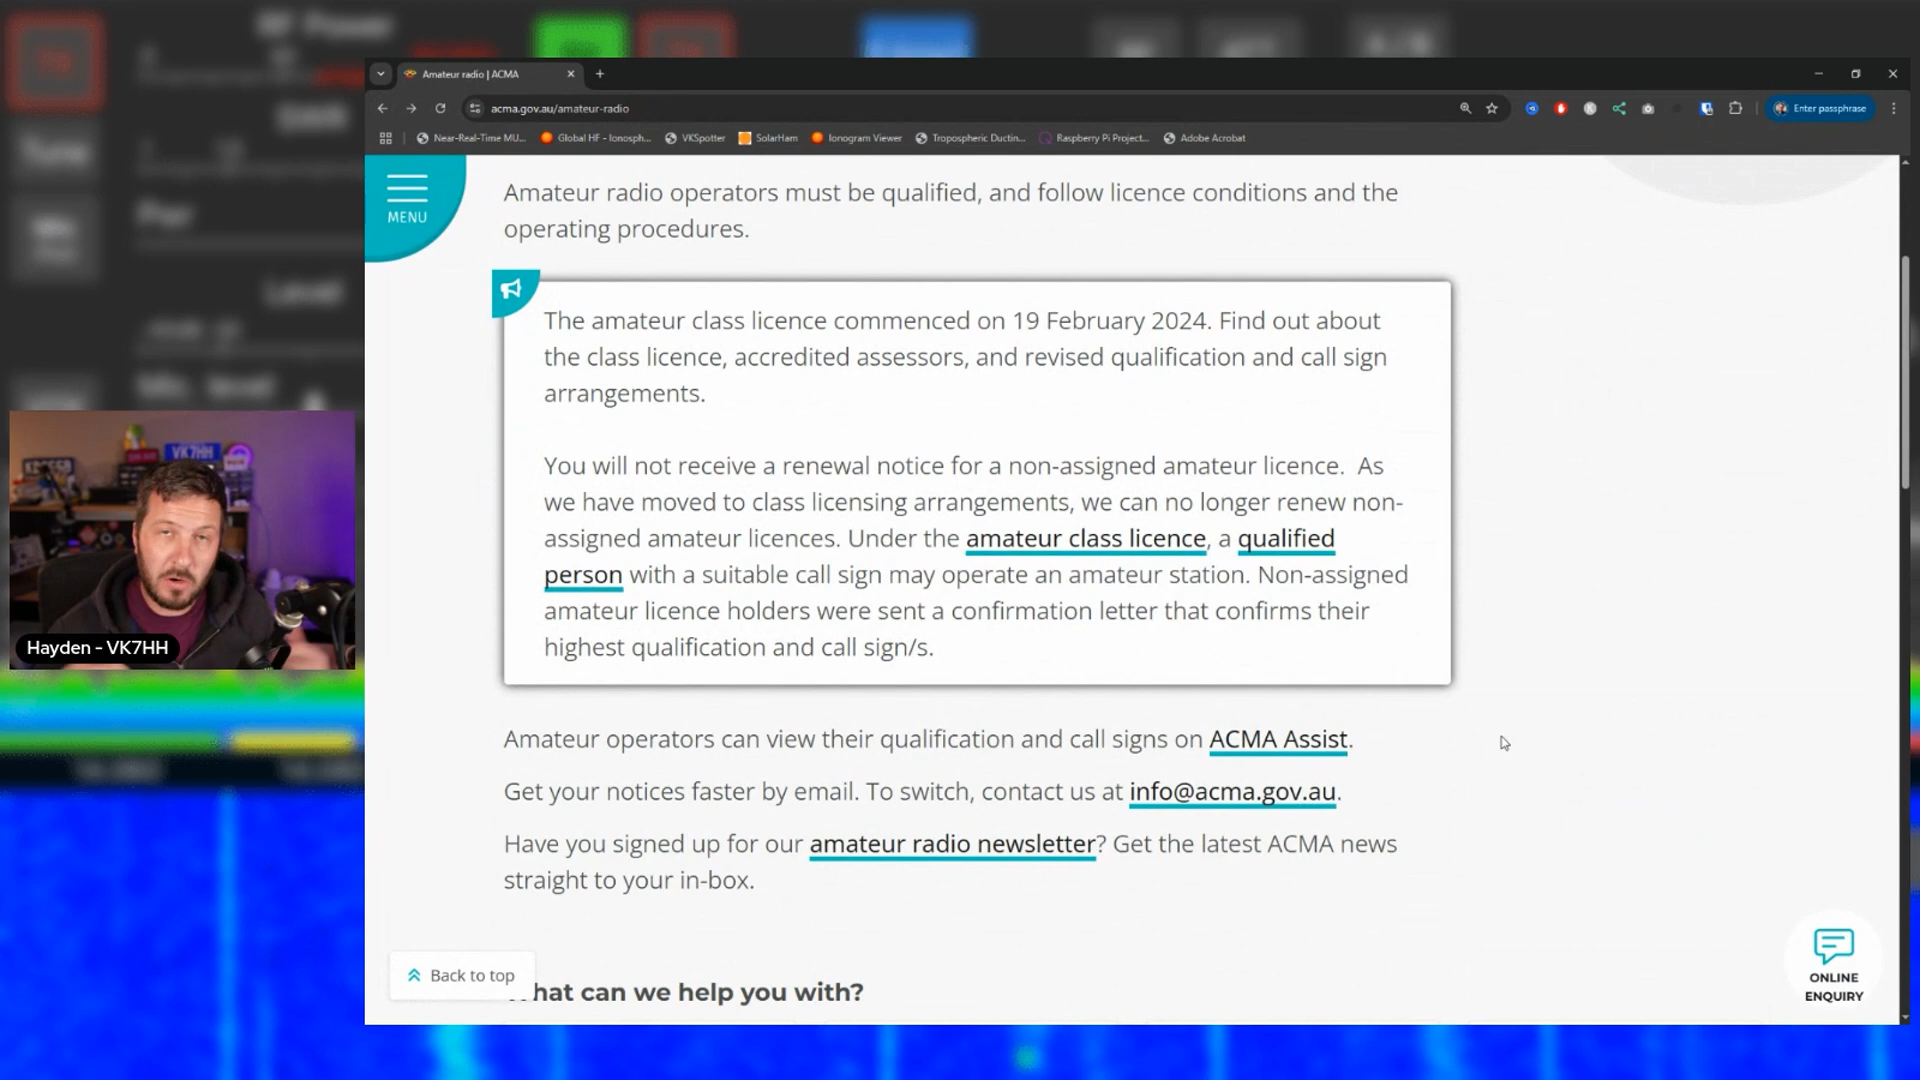 RF Power
SWR
Tune
Pwr
Level
Mic. level
Amateur radio | ACMA
acma.gov.au/amateur-radio
Enter passphrase
Near-Real-Time MU...
Global HF - Ionosph...
VKSpotter
SolarHam
Ionogram Viewer
Tropospheric Ductin...
Raspberry Pi Project...
Adobe Acrobat
MENU
Amateur radio operators must be qualified, and follow licence conditions and the
operating procedures.
The amateur class licence commenced on 19 February 2024. Find out about
the class licence, accredited assessors, and revised qualification and call sign
arrangements.
You will not receive a renewal notice for a non-assigned amateur licence. As
we have moved to class licensing arrangements, we can no longer renew non-
assigned amateur licences. Under the amateur class licence, a qualified
person with a suitable call sign may operate an amateur station. Non-assigned
amateur licence holders were sent a confirmation letter that confirms their
highest qualification and call sign/s.
VK7HH
Hayden - VK7HH
Amateur operators can view their qualification and call signs on ACMA Assist.
Get your notices faster by email. To switch, contact us at info@acma.gov.au.
Have you signed up for our amateur radio newsletter? Get the latest ACMA news
straight to your in-box.
Back to top
hat can we help you with?
ONLINE
ENQUIRY